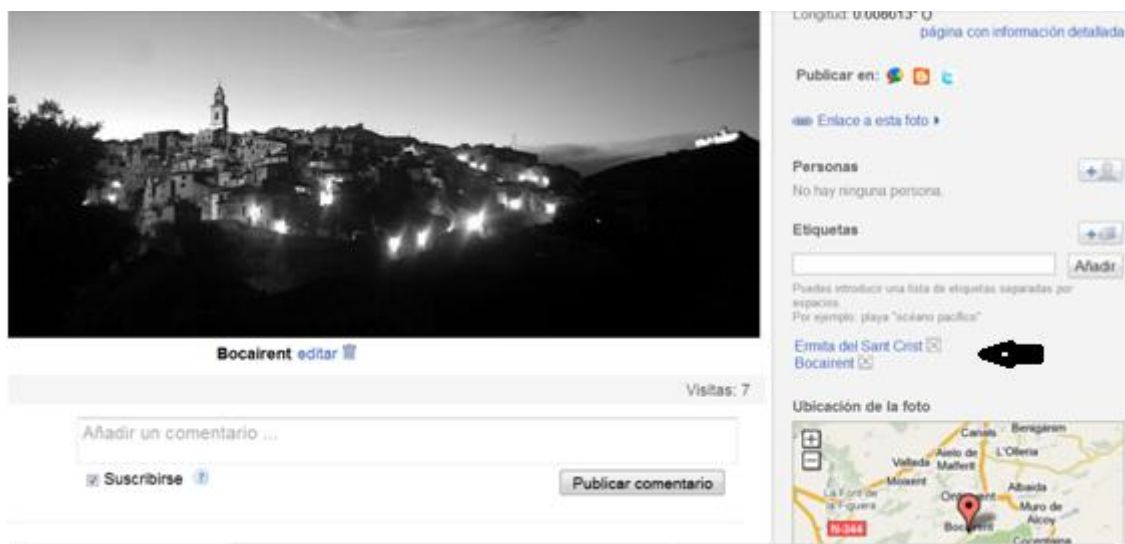 Longitud: 0.608013° O
página con información detallada
Publicar en:
Enlace a esta foto
Personas
No hay ninguna persona.
Etiquetas
Añadir
Puedes introducir una lista de etiquetas separadas por
espacios.
Por ejemplo: playa "océano pacífico"
Ermita del Sant Crist
Bocairent
Bocairent editar
Visitas: 7
Añadir un comentario ...
Suscribirse ?
Publicar comentario
Ubicación de la foto
Canals
Benigánim
Aielo de
Malferit
L'Olleria
Vallada
Moixent
La Font de
la Figuera
Albaida
Ontinyent
Muro de
Alcoy
N-344
Bocairent
Cocentaina